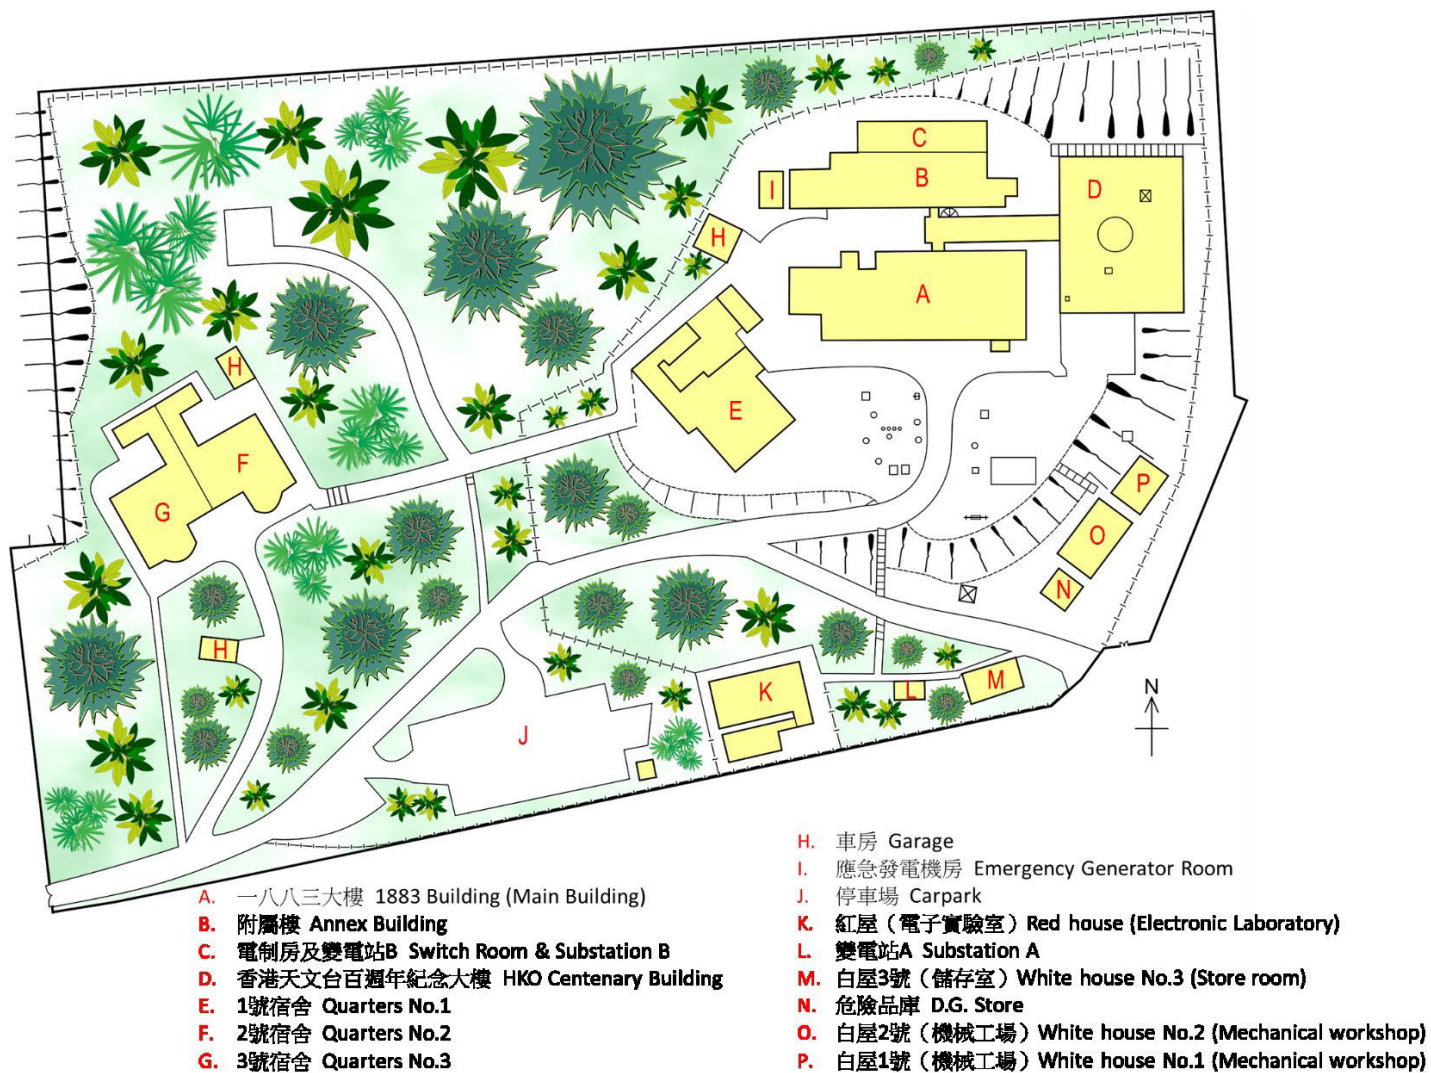 C
B
I
D
H
A
H
E
F
G
P
O
N
H
K
L
M
N
J
A. 一八八三大樓 1883 Building (Main Building)
B. 附屬樓 Annex Building
C. 電制房及變電站B Switch Room & Substation B
D. 香港天文台百週年紀念大樓 HKO Centenary Building
E. 1號宿舍 Quarters No.1
F. 2號宿舍 Quarters No.2
G. 3號宿舍 Quarters No.3
H. 車房 Garage
I. 應急發電機房 Emergency Generator Room
J. 停車場 Carpark
K. 紅屋（電子實驗室）Red house (Electronic Laboratory)
L. 變電站A Substation A
M. 白屋3號（儲存室）White house No.3 (Store room)
N. 危險品庫 D.G. Store
O. 白屋2號（機械工場）White house No.2 (Mechanical workshop)
P. 白屋1號（機械工場）White house No.1 (Mechanical workshop)